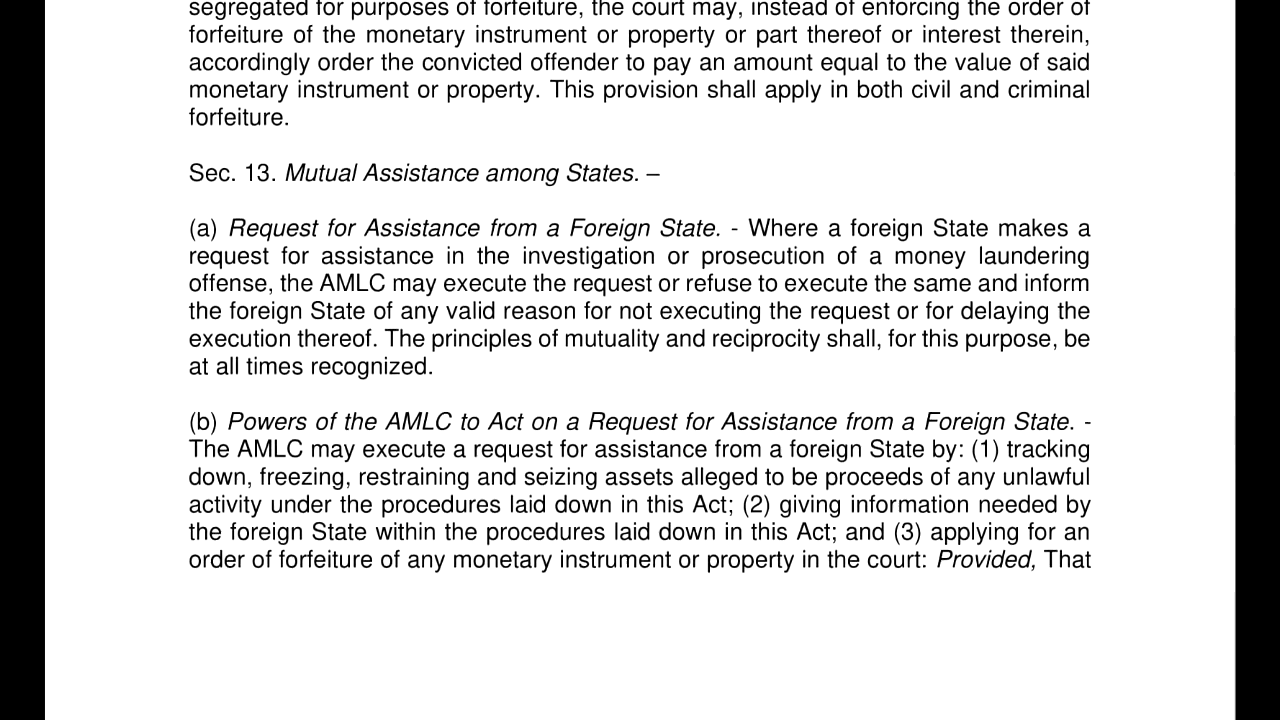 segregated for purposes of forfeiture, the court may, instead of enforcing the order of
forfeiture of the monetary instrument or property or part thereof or interest therein,
accordingly order the convicted offender to pay an amount equal to the value of said
monetary instrument or property. This provision shall apply in both civil and criminal
forfeiture.
Sec. 13. Mutual Assistance among States. –
(a) Request for Assistance from a Foreign State. - Where a foreign State makes a
request for assistance in the investigation or prosecution of a money laundering
offense, the AMLC may execute the request or refuse to execute the same and inform
the foreign State of any valid reason for not executing the request or for delaying the
execution thereof. The principles of mutuality and reciprocity shall, for this purpose, be
at all times recognized.
(b) Powers of the AMLC to Act on a Request for Assistance from a Foreign State. -
The AMLC may execute a request for assistance from a foreign State by: (1) tracking
down, freezing, restraining and seizing assets alleged to be proceeds of any unlawful
activity under the procedures laid down in this Act; (2) giving information needed by
the foreign State within the procedures laid down in this Act; and (3) applying for an
order of forfeiture of any monetary instrument or property in the court: Provided, That